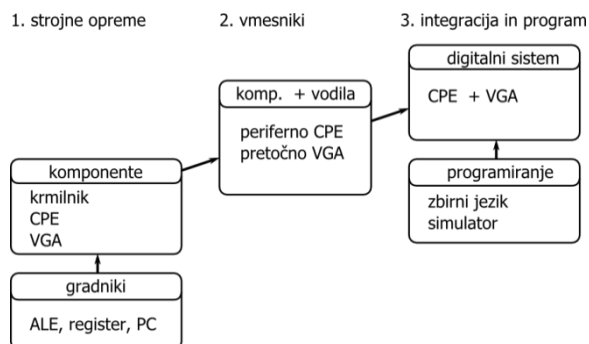 1. strojne opreme
2. vmesniki
3. integracija in program
digitalni sistem
CPE + VGA
komp. + vodila
periferno CPE
pretočno VGA
komponente
krmilnik
CPE
VGA
programiranje
zbirni jezik
simulator
gradniki
ALE, register, PC